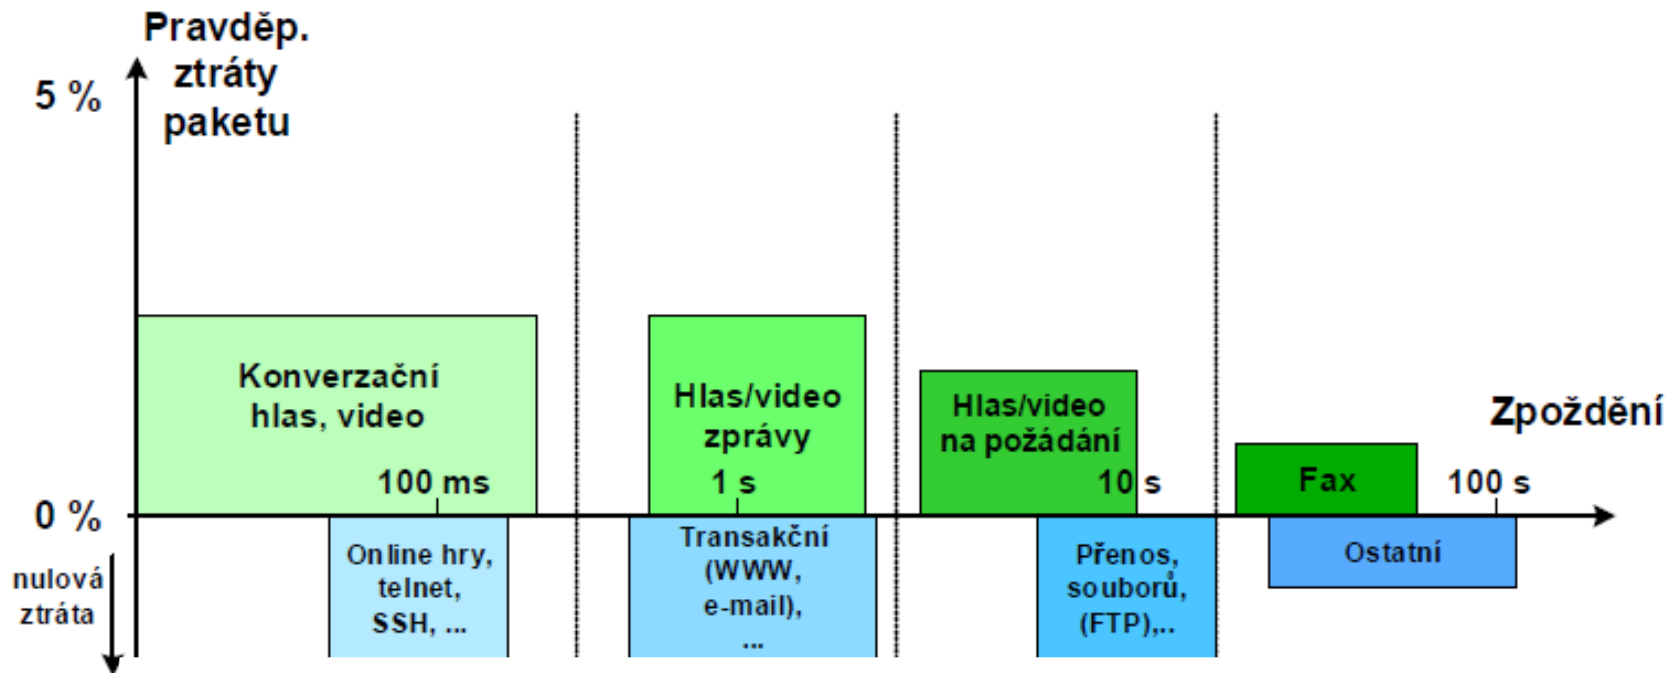 Pravděp.
ztráty
paketu
5 %
Konverzační
hlas, video
Hlas/video
zprávy
Hlas/video
na požádání
Zpoždění
100 ms
1 s
10 s
Fax
100 s
0 %
nulová
ztráta
Online hry,
telnet,
SSH, ...
Transakční
(WWW,
e-mail),
...
Přenos,
souborů,
(FTP),..
Ostatní